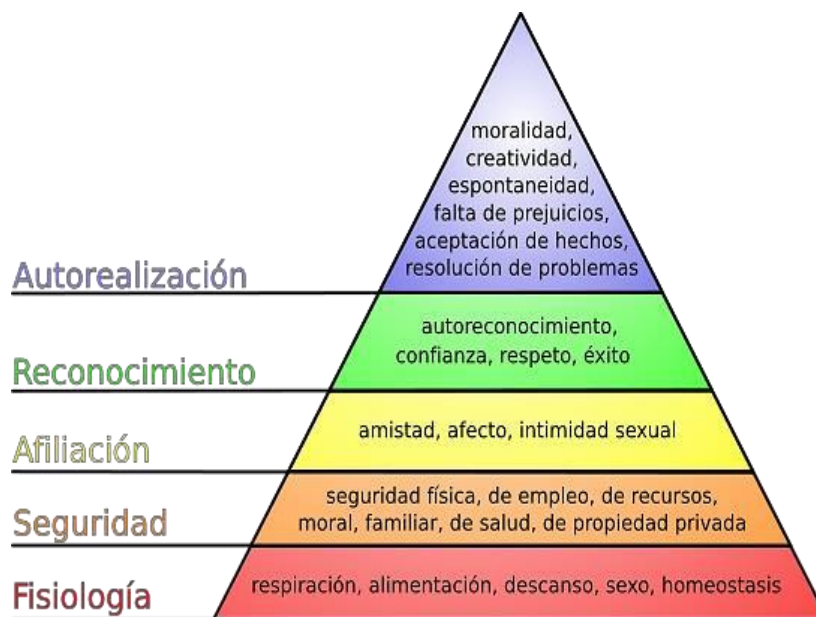 moralidad,
creatividad,
espontaneidad,
falta de prejuicios,
aceptación de hechos,
resolución de problemas
Autorealización
autoreconocimiento,
confianza, respeto, éxito
Reconocimiento
amistad, afecto, intimidad sexual
Afiliación
seguridad física, de empleo, de recursos,
moral, familiar, de salud, de propiedad privada
Seguridad
respiración, alimentación, descanso, sexo, homeostasis
Fisiología